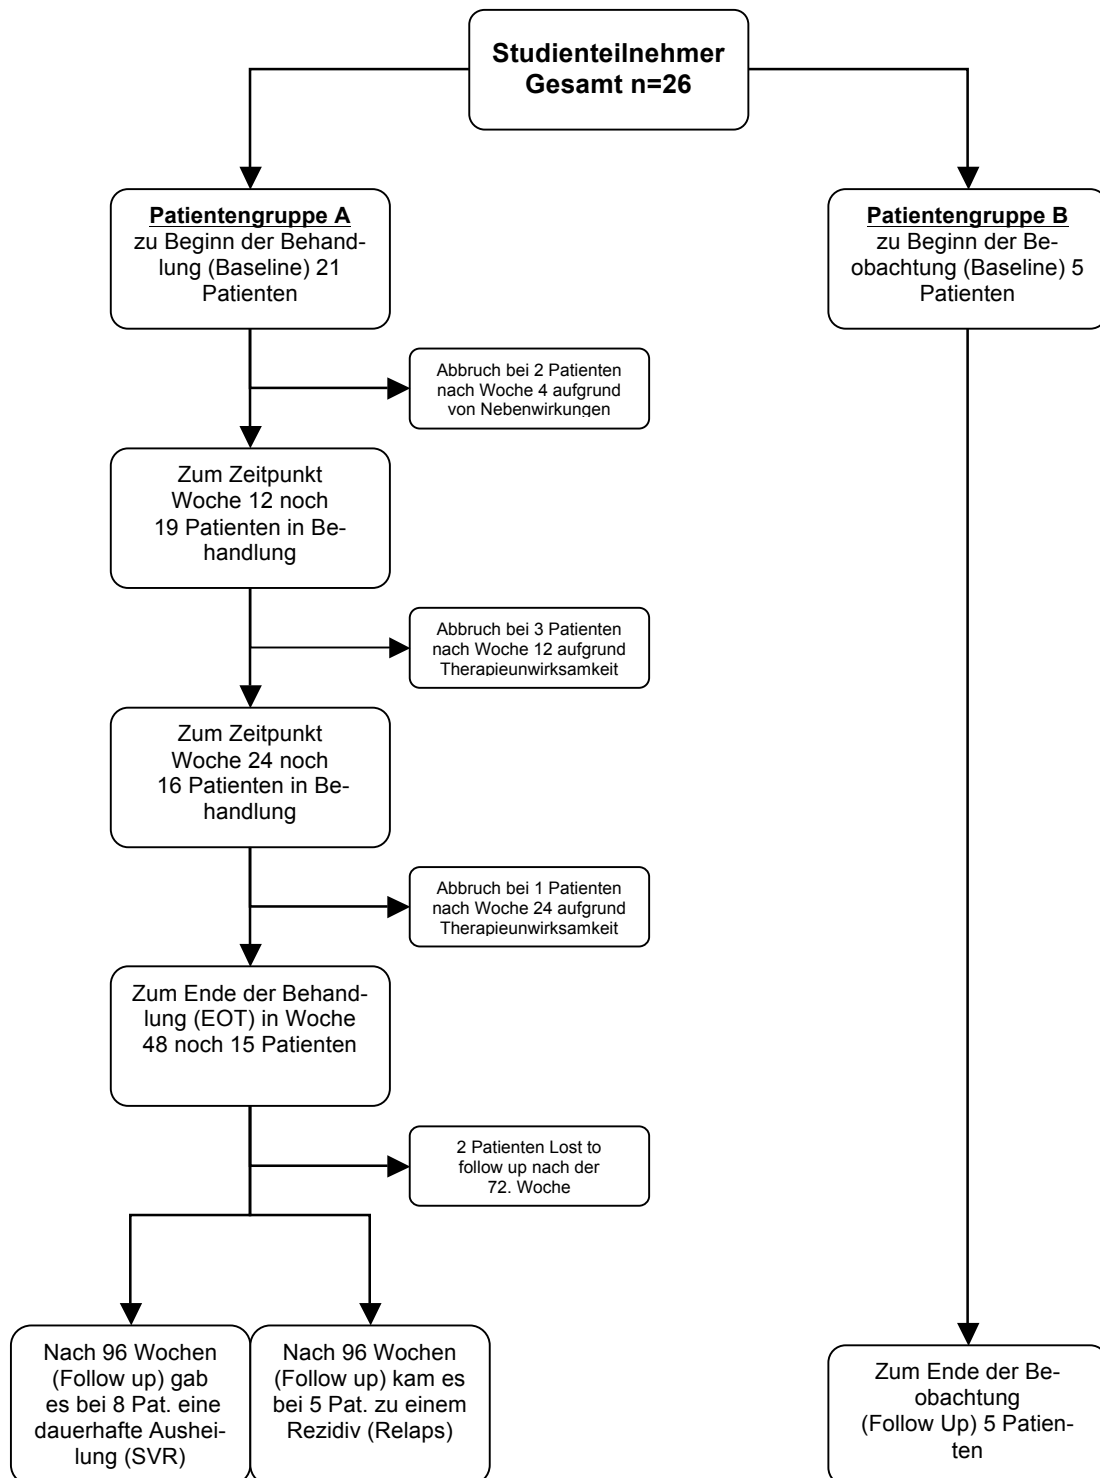 Studienteilnehmer
Gesamt n=26
Patientengruppe A
zu Beginn der Behand-
lung (Baseline) 21
Patienten
Patientengruppe B
zu Beginn der Be-
obachtung (Baseline) 5
Patienten
Abbruch bei 2 Patienten
nach Woche 4 aufgrund
von Nebenwirkungen
Zum Zeitpunkt
Woche 12 noch
19 Patienten in Be-
handlung
Abbruch bei 3 Patienten
nach Woche 12 aufgrund
Therapieunwirksamkeit
Zum Zeitpunkt
Woche 24 noch
16 Patienten in Be-
handlung
Abbruch bei 1 Patienten
nach Woche 24 aufgrund
Therapieunwirksamkeit
Zum Ende der Behand-
lung (EOT) in Woche
48 noch 15 Patienten
2 Patienten Lost to
follow up nach der
72. Woche
Nach 96 Wochen
(Follow up) gab
es bei 8 Pat. eine
dauerhafte Aushei-
lung (SVR)
Nach 96 Wochen
(Follow up) kam es
bei 5 Pat. zu einem
Rezidiv (Relaps)
Zum Ende der Be-
obachtung
(Follow Up) 5 Patien-
ten